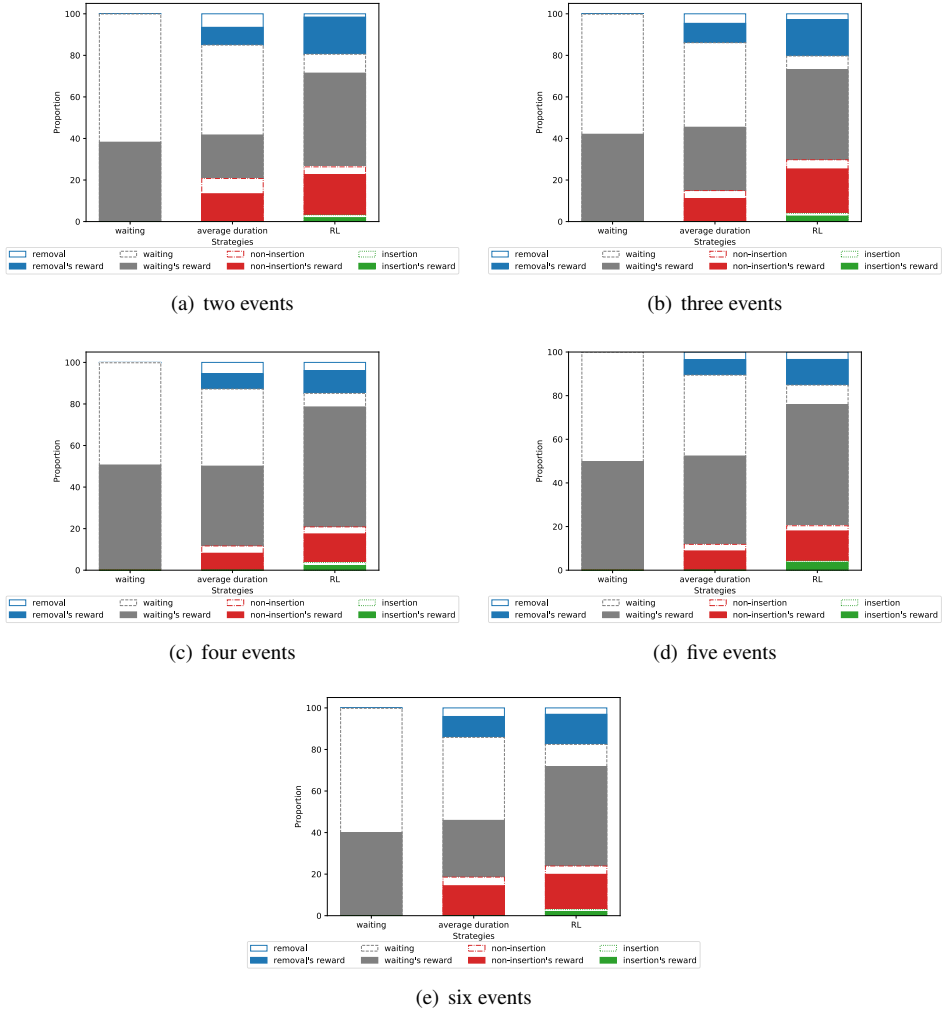 100
80
60
40
20
0
Proportion
waiting
average duration
RL
Strategies
removal
waiting
non-insertion
insertion
removal's reward
waiting's reward
non-insertion's reward
insertion's reward
(a) two events
100
80
60
40
20
0
Proportion
waiting
average duration
RL
Strategies
removal
waiting
non-insertion
insertion
removal's reward
waiting's reward
non-insertion's reward
insertion's reward
(b) three events
100
80
60
40
20
0
Proportion
waiting
average duration
RL
Strategies
removal
waiting
non-insertion
insertion
removal's reward
waiting's reward
non-insertion's reward
insertion's reward
(c) four events
100
80
60
40
20
0
Proportion
waiting
average duration
RL
Strategies
removal
waiting
non-insertion
insertion
removal's reward
waiting's reward
non-insertion's reward
insertion's reward
(d) five events
100
80
60
40
20
0
Proportion
waiting
average duration
RL
Strategies
removal
waiting
non-insertion
insertion
removal's reward
waiting's reward
non-insertion's reward
insertion's reward
(e) six events